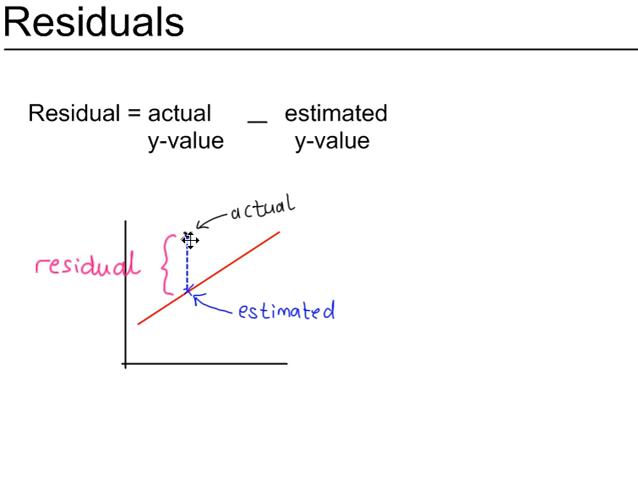 Residuals
Residual = actual _ estimated
y-value y-value
actual
residual
estimated